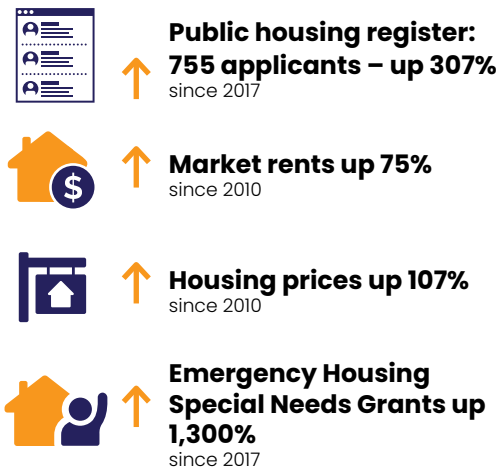 Public housing register:
755 applicants – up 307%
since 2017
$
Market rents up 75%
since 2010
Housing prices up 107%
since 2010
Emergency Housing
Special Needs Grants up
1,300%
since 2017